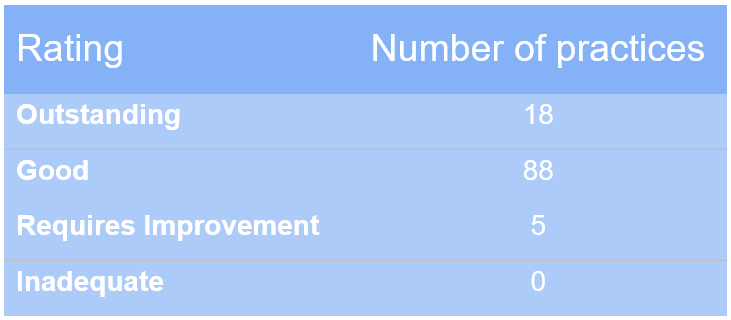 Rating Number of practices
Outstanding 18
Good 88
Requires Improvement 5
Inadequate 0